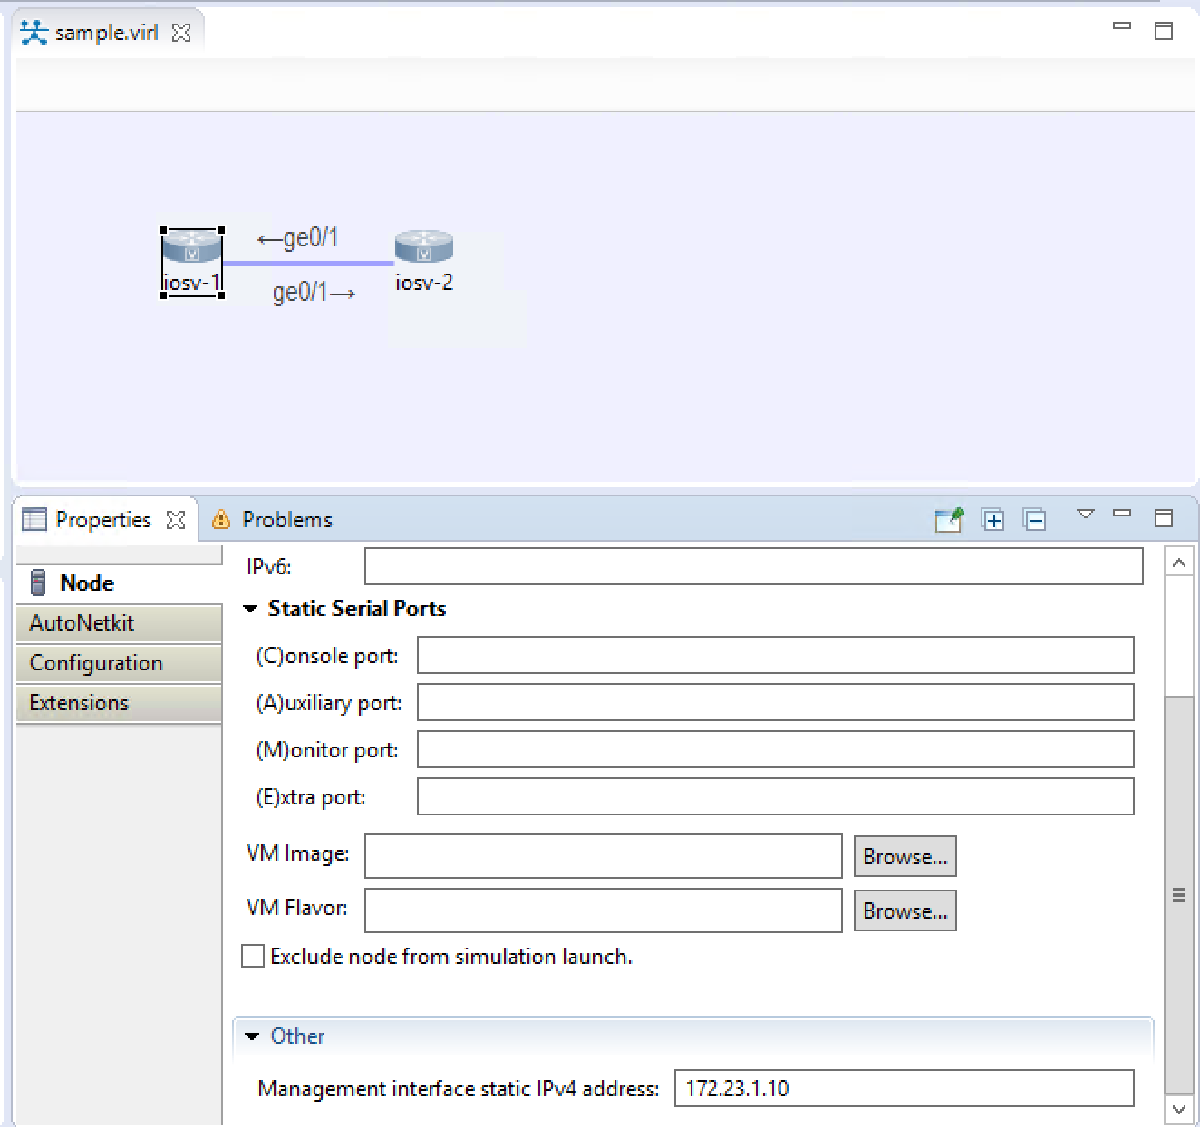 sample.virl
←ge0/1
iosv-1
iosv-2
ge0/1→
Properties
Problems
Node
AutoNetkit
Configuration
Extensions
IPv6:
Static Serial Ports
(C)onsole port:
(A)uxiliary port:
(M)onitor port:
(E)xtra port:
VM Image:
Browse...
VM Flavor:
Browse...
Exclude node from simulation launch.
Other
Management interface static IPv4 address: 172.23.1.10